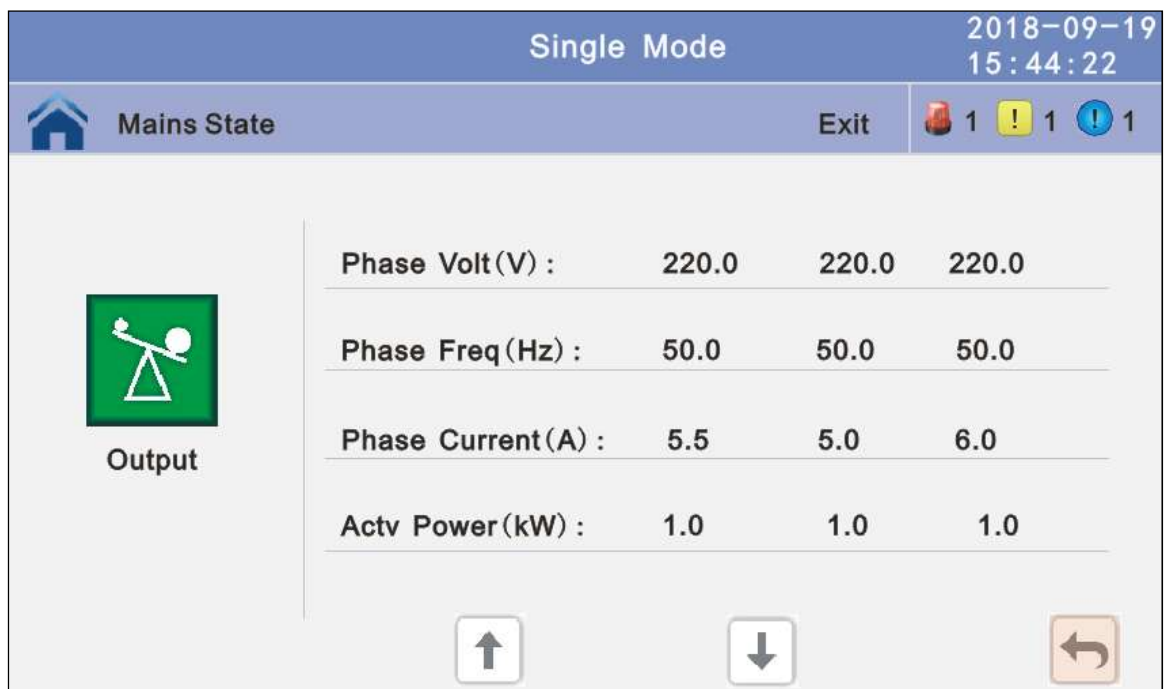 Single Mode
2018-09-19
15:44:22
Mains State Exit 1 ! 1 ! 1
Phase Volt(V): 220.0 220.0 220.0
Phase Freq(Hz): 50.0 50.0 50.0
Phase Current(A): 5.5 5.0 6.0
Output
Actv Power(kW): 1.0 1.0 1.0